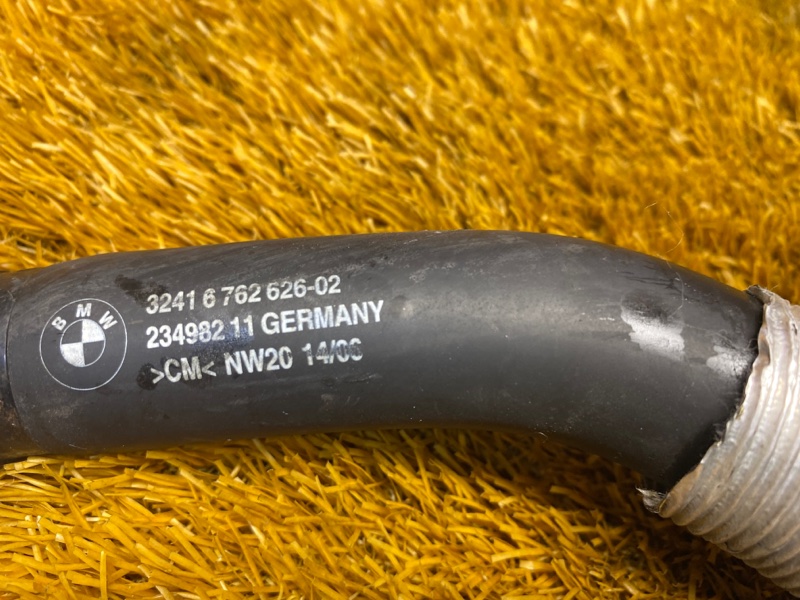 BMW
3241 6 762 626-02
234982 11 GERMANY
>CM< NW20 14/06